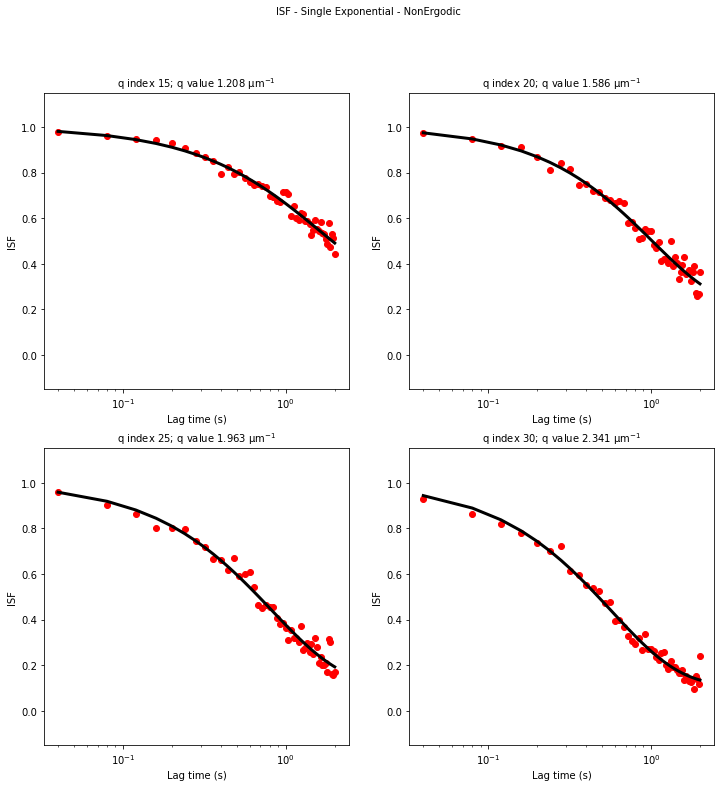 ISF - Single Exponential - NonErgodic
q index 15; q value 1.208 μm⁻¹
q index 20; q value 1.586 μm⁻¹
1.0
0.8
0.6
0.4
0.2
0.0
ISF
10⁻¹
10⁰
Lag time (s)
1.0
0.8
0.6
0.4
0.2
0.0
ISF
10⁻¹
10⁰
Lag time (s)
q index 25; q value 1.963 μm⁻¹
q index 30; q value 2.341 μm⁻¹
1.0
0.8
0.6
0.4
0.2
0.0
ISF
10⁻¹
10⁰
Lag time (s)
1.0
0.8
0.6
0.4
0.2
0.0
ISF
10⁻¹
10⁰
Lag time (s)